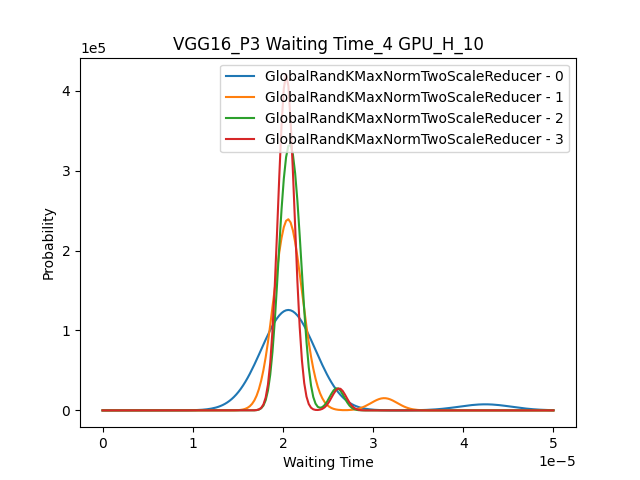 VGG16_P3 Waiting Time_4 GPU_H_10
1e5
GlobalRandKMaxNormTwoScaleReducer - 0
GlobalRandKMaxNormTwoScaleReducer - 1
GlobalRandKMaxNormTwoScaleReducer - 2
GlobalRandKMaxNormTwoScaleReducer - 3
4
3
2
1
0
Probability
0 1 2 3 4 5
1e−5
Waiting Time